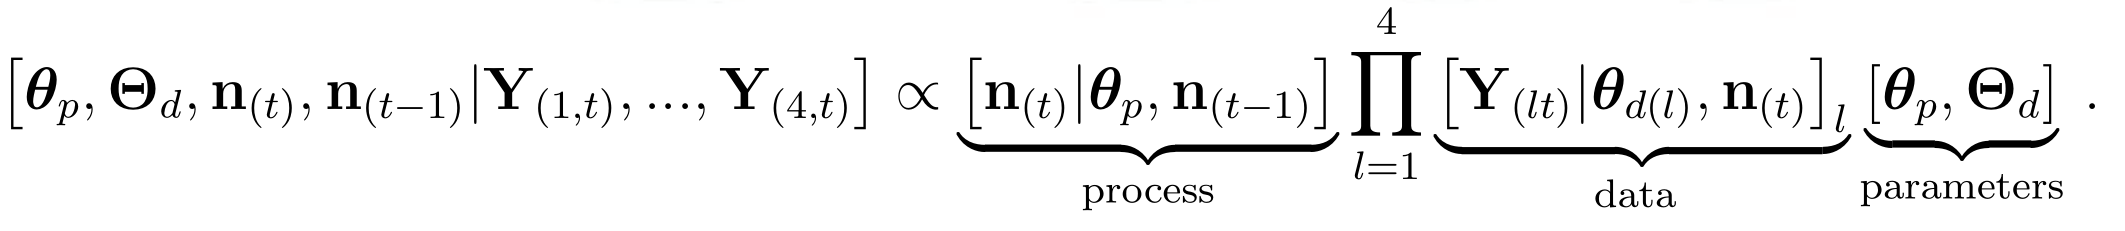 [θ_p, Θ_d, n_(t), n_(t−1)|Y_(1,t), ..., Y_(4,t)] ∝ [n_(t)|θ_p, n_(t−1)] ∏_{l=1}^{4} [Y_(lt)|θ_d(l), n_(t)]_l [θ_p, Θ_d] .
process data parameters